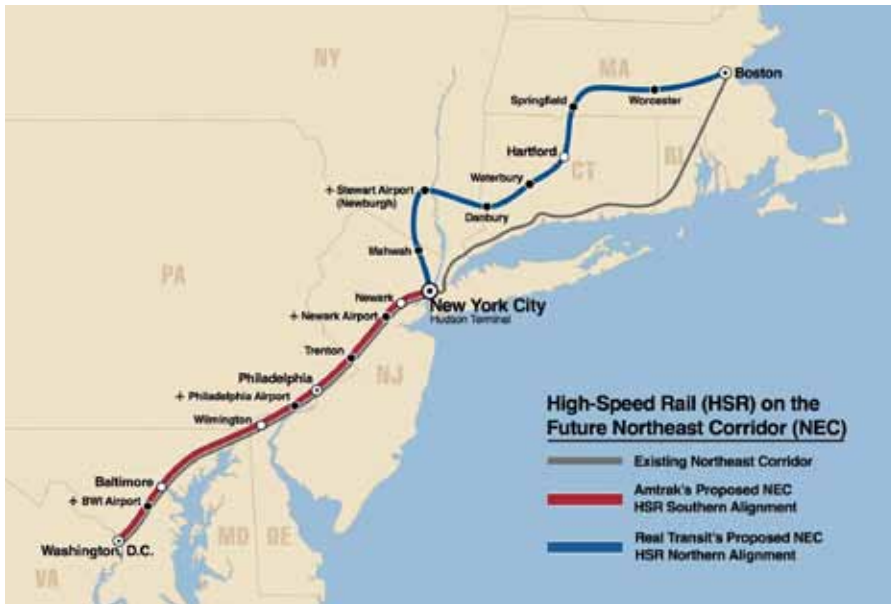 NY
MA
Boston
Springfield
Worcester
Hartford
CT
RI
Waterbury
Stewart Airport
(Newburgh)
Danbury
Mahwah
PA
Newark
New York City
Hudson Terminal
Newark Airport
Trenton
NJ
Philadelphia
Philadelphia Airport
Wilmington
Baltimore
BWI Airport
Washington, D.C.
MD
DE
VA
High-Speed Rail (HSR) on the
Future Northeast Corridor (NEC)
Existing Northeast Corridor
Amtrak's Proposed NEC
HSR Southern Alignment
Real Transit's Proposed NEC
HSR Northern Alignment